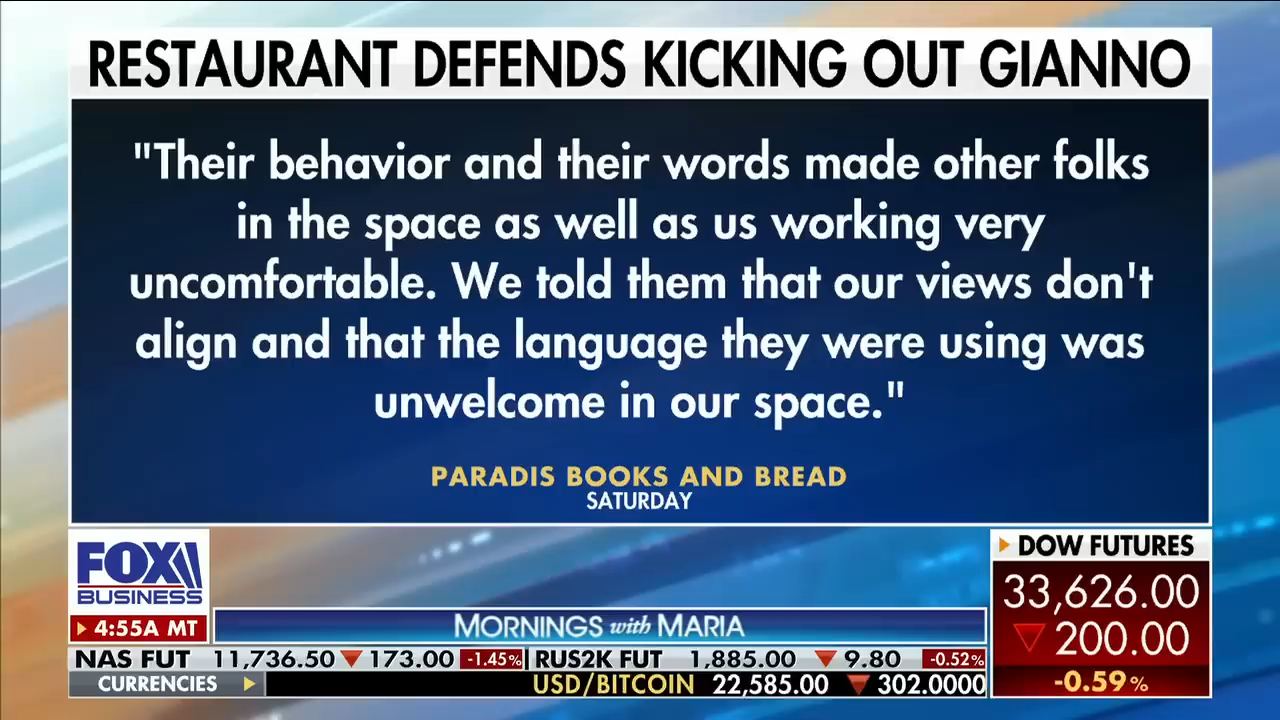 RESTAURANT DEFENDS KICKING OUT GIANNO
"Their behavior and their words made other folks
in the space as well as us working very
uncomfortable. We told them that our views don't
align and that the language they were using was
unwelcome in our space."
PARADIS BOOKS AND BREAD
SATURDAY
FOX
BUSINESS
4:55A MT
MORNINGS with MARIA
DOW FUTURES
33,626.00
200.00
-0.59%
NAS FUT 11,736.50 173.00 -1.45% RUS2K FUT 1,885.00 9.80 -0.52%
CURRENCIES USD/BITCOIN 22,585.00 302.0000